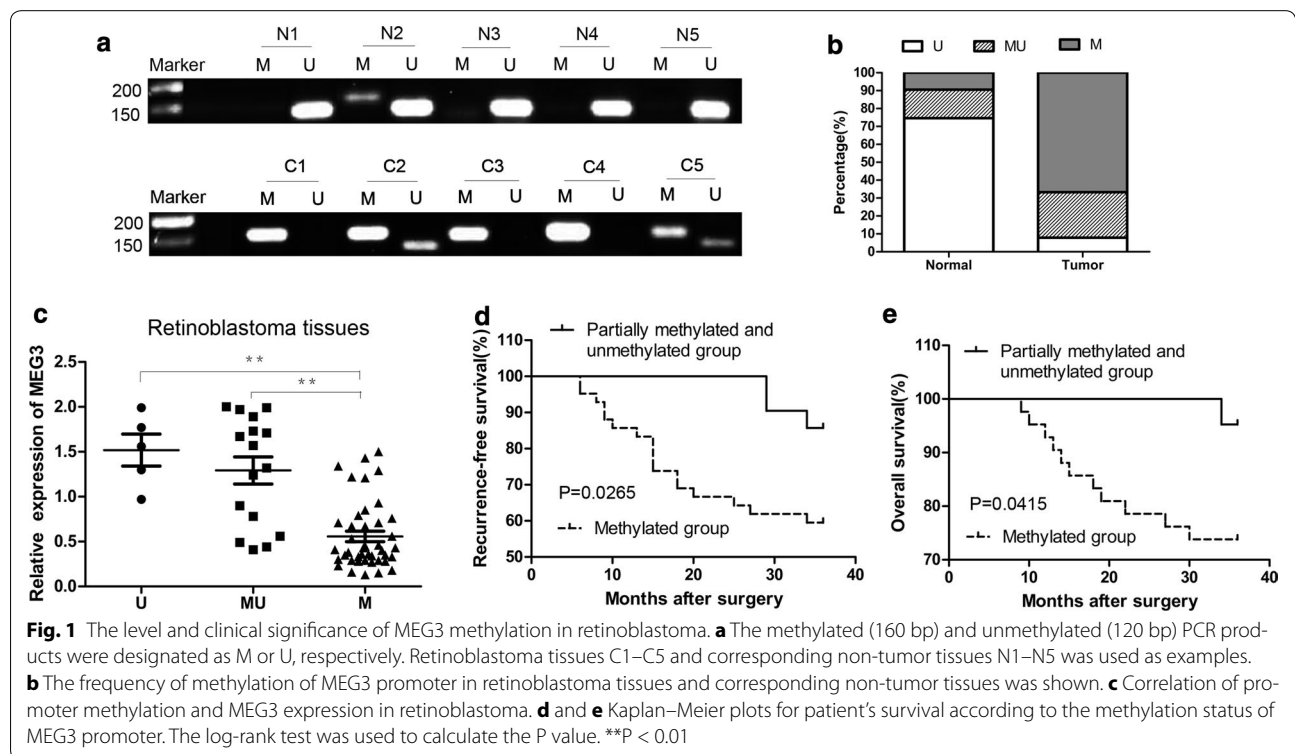 a
N1 N2 N3 N4 N5
Marker M U M U M U M U M U
200
150
C1 C2 C3 C4 C5
Marker M U M U M U M U M U
200
150
b
U MU M
Percentage(%)
100
90
80
70
60
50
40
30
20
10
0
Normal Tumor
c
Retinoblastoma tissues
Relative expression of MEG3
2.5
2.0
1.5
1.0
0.5
0.0
**
**
U MU M
d
Partially methylated and
unmethylated group
Recurrence-free survival(%)
110
100
90
80
70
60
50
P=0.0265
Methylated group
0 10 20 30 40
Months after surgery
e
Partially methylated and
unmethylated group
Overall survival(%)
110
100
90
80
70
P=0.0415
Methylated group
0 10 20 30 40
Months after surgery
Fig. 1 The level and clinical significance of MEG3 methylation in retinoblastoma. a The methylated (160 bp) and unmethylated (120 bp) PCR prod-
ucts were designated as M or U, respectively. Retinoblastoma tissues C1–C5 and corresponding non-tumor tissues N1–N5 was used as examples.
b The frequency of methylation of MEG3 promoter in retinoblastoma tissues and corresponding non-tumor tissues was shown. c Correlation of pro-
moter methylation and MEG3 expression in retinoblastoma. d and e Kaplan–Meier plots for patient's survival according to the methylation status of
MEG3 promoter. The log-rank test was used to calculate the P value. **P < 0.01